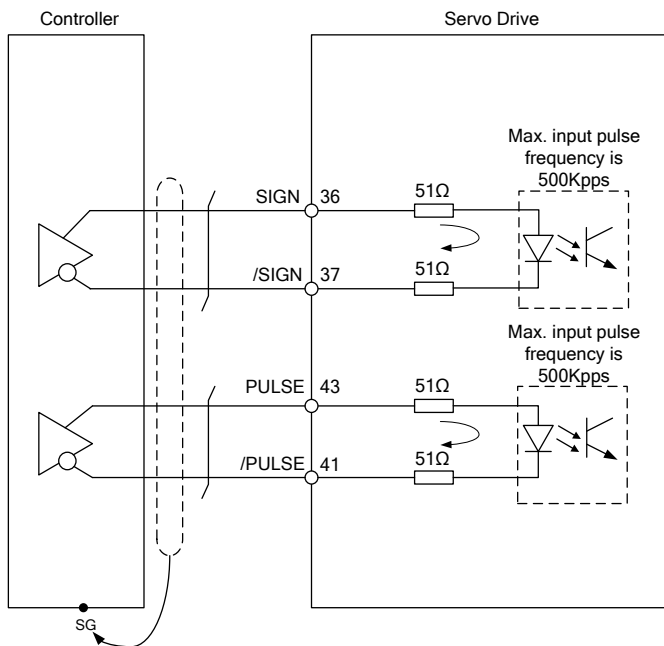 Controller
Servo Drive
Max. input pulse
frequency is
500Kpps
SIGN 36
51Ω
/SIGN 37
51Ω
Max. input pulse
frequency is
500Kpps
PULSE 43
51Ω
/PULSE 41
51Ω
SG